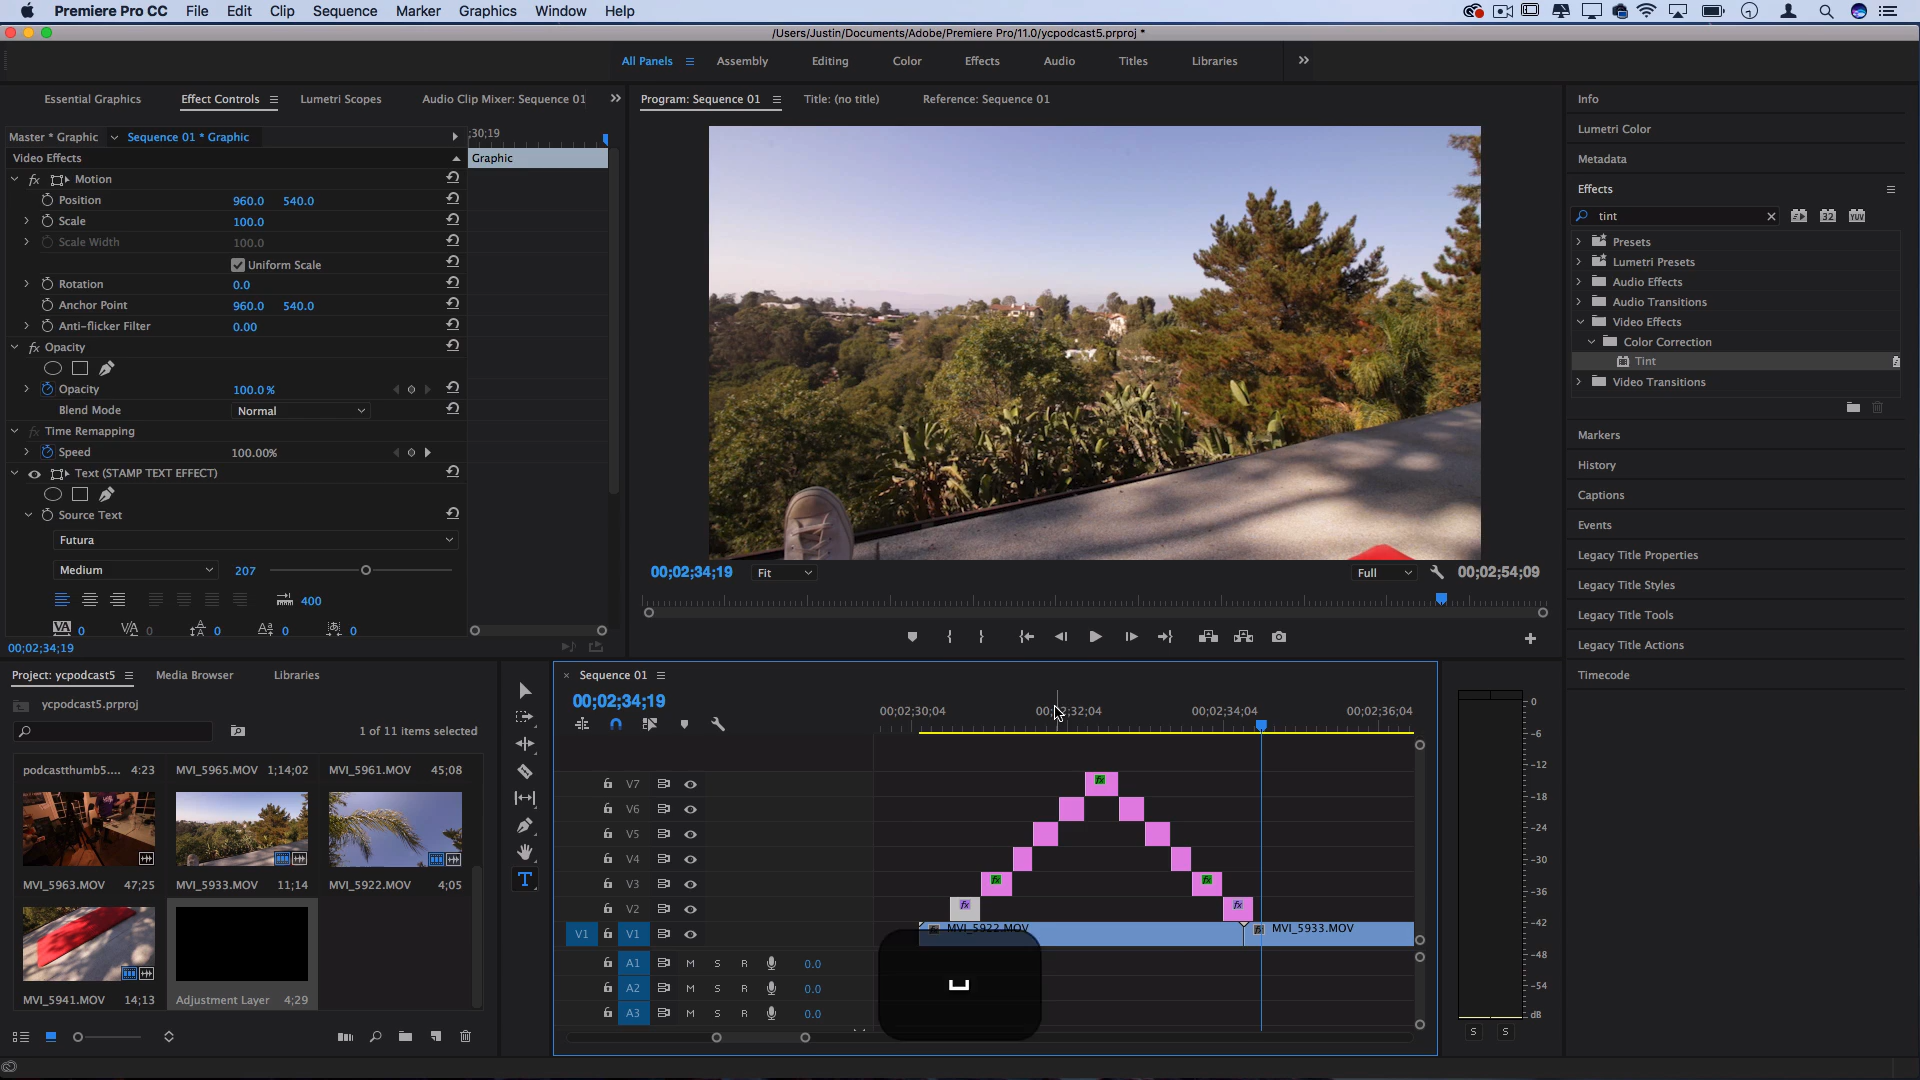 Premiere Pro CC File Edit Clip Sequence Marker Graphics Window Help
/Users/Justin/Documents/Adobe/Premiere Pro/11.0/ycpodcast5.prproj *
All Panels Assembly Editing Color Effects Audio Titles Libraries
Essential Graphics Effect Controls Lumetri Scopes Audio Clip Mixer: Sequence 01
Master * Graphic Sequence 01 * Graphic
;30;19
Video Effects
Graphic
Motion
Position 960.0 540.0
Scale 100.0
Scale Width 100.0
Uniform Scale
Rotation 0.0
Anchor Point 960.0 540.0
Anti-flicker Filter 0.00
fx Opacity
Opacity 100.0 %
Blend Mode Normal
Time Remapping
Speed 100.00%
Text (STAMP TEXT EFFECT)
Source Text
Futura
Medium 207
400
0 0 0 0 0
00;02;34;19
Program: Sequence 01 Title: (no title) Reference: Sequence 01
00;02;34;19 Fit Full 00;02;54;09
Info
Lumetri Color
Metadata
Effects
tint
32 YUV
Presets
Lumetri Presets
Audio Effects
Audio Transitions
Video Effects
Color Correction
Tint
Video Transitions
Markers
History
Captions
Events
Legacy Title Properties
Legacy Title Styles
Legacy Title Tools
Legacy Title Actions
Timecode
Project: ycpodcast5 Media Browser Libraries
ycpodcast5.prproj
1 of 11 items selected
podcastthumb5.... 4:23 MVI_5965.MOV 1;14;02 MVI_5961.MOV 45;08
MVI_5963.MOV 47;25 MVI_5933.MOV 11;14 MVI_5922.MOV 4;05
MVI_5941.MOV 14;13 Adjustment Layer 4;29
Sequence 01
00;02;34;19
00;02;30;04 00;02;32;04 00;02;34;04 00;02;36;04
V7
V6
V5
V4
V3
V2
V1 V1 MVI_5922.MOV MVI_5933.MOV
A1 M S R 0.0
A2 M S R 0.0
A3 M S R 0.0
0
-6
-12
-18
-24
-30
-36
-42
-48
-54
dB
S S